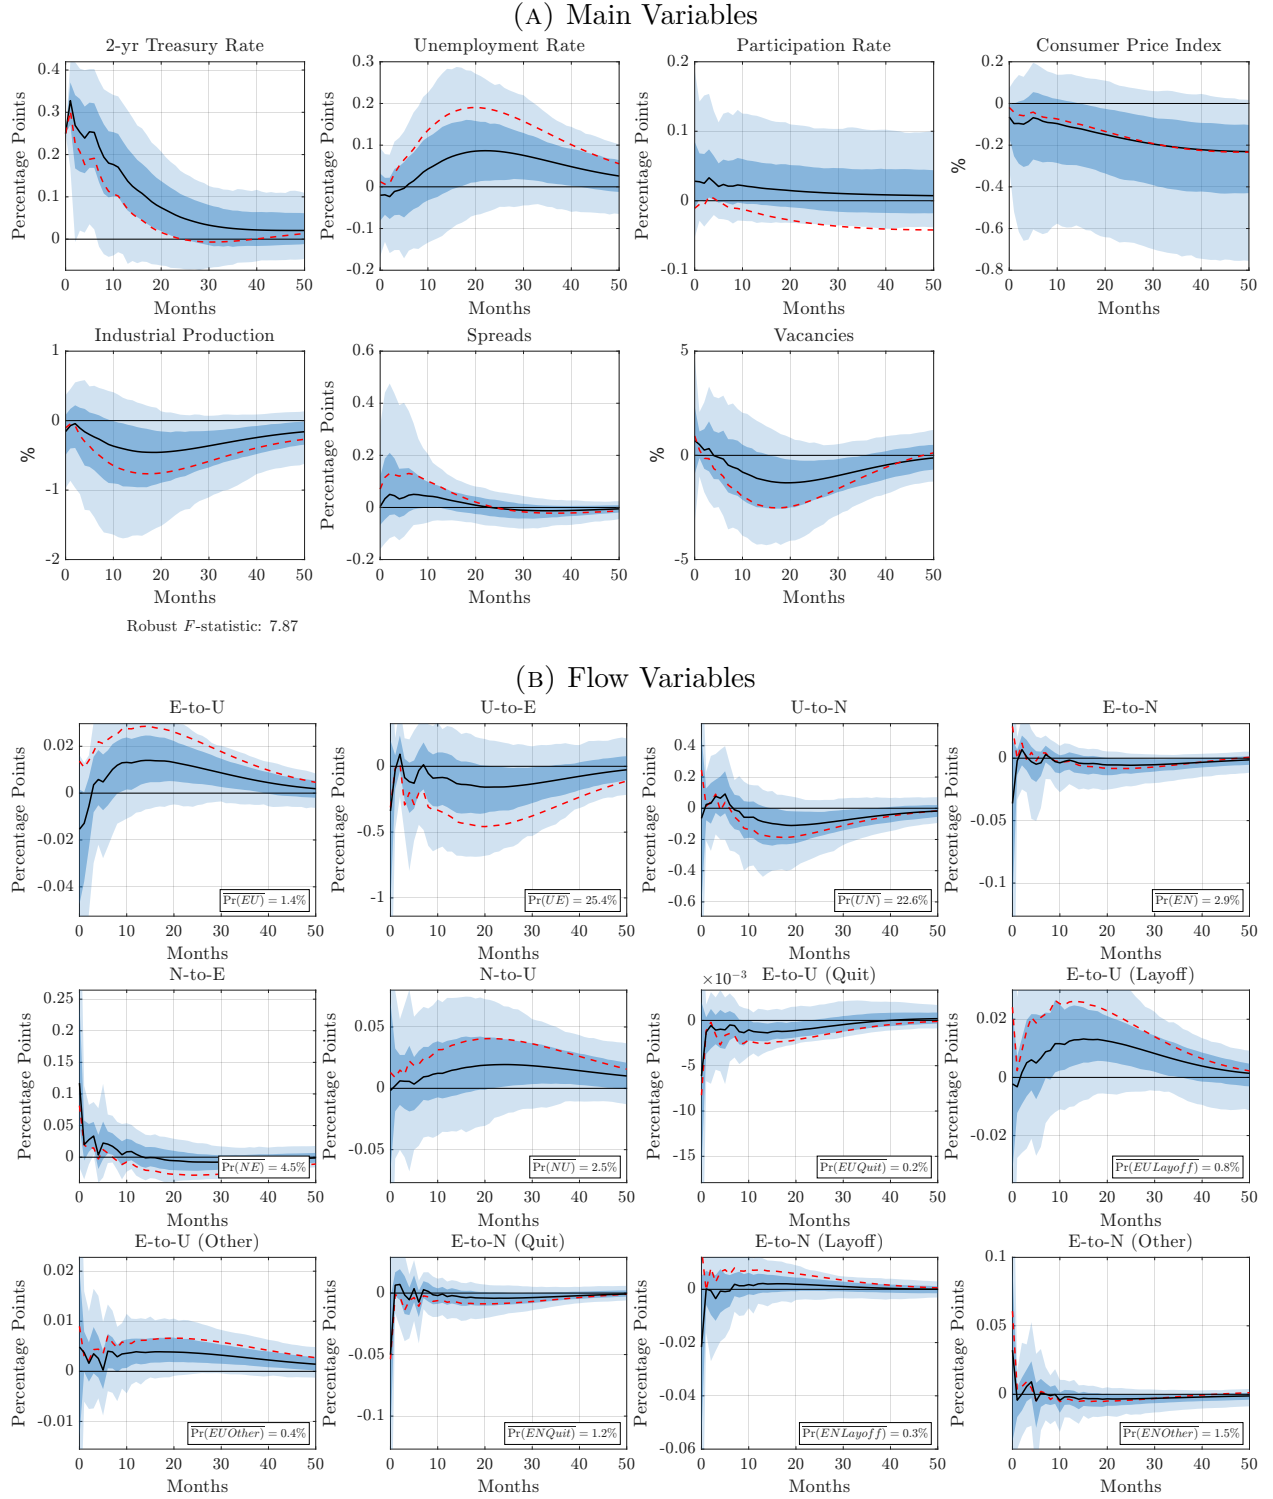 (A) Main Variables
2-yr Treasury Rate
Unemployment Rate
Participation Rate
Consumer Price Index
Percentage Points
0.4
0.3
0.2
0.1
0
0 10 20 30 40 50
Months
Percentage Points
0.3
0.2
0.1
0
-0.1
-0.2
0 10 20 30 40 50
Months
Percentage Points
0.2
0.1
0
-0.1
0 10 20 30 40 50
Months
%
0.2
0
-0.2
-0.4
-0.6
-0.8
0 10 20 30 40 50
Months
Industrial Production
Spreads
Vacancies
%
1
0
-1
-2
0 10 20 30 40 50
Months
Percentage Points
0.6
0.4
0.2
0
-0.2
0 10 20 30 40 50
Months
%
5
0
-5
0 10 20 30 40 50
Months
Robust F-statistic: 7.87
(B) Flow Variables
E-to-U
U-to-E
U-to-N
E-to-N
Percentage Points
0.02
0
-0.02
-0.04
Pr(EU) = 1.4%
0 10 20 30 40 50
Months
Percentage Points
0
-0.5
-1
Pr(UE) = 25.4%
0 10 20 30 40 50
Months
Percentage Points
0.4
0.2
0
-0.2
-0.4
-0.6
Pr(UN) = 22.6%
0 10 20 30 40 50
Months
Percentage Points
0
-0.05
-0.1
Pr(EN) = 2.9%
0 10 20 30 40 50
Months
N-to-E
N-to-U
×10⁻³ E-to-U (Quit)
E-to-U (Layoff)
Percentage Points
0.25
0.2
0.15
0.1
0.05
0
Pr(NE) = 4.5%
0 10 20 30 40 50
Months
Percentage Points
0.05
0
-0.05
Pr(NU) = 2.5%
0 10 20 30 40 50
Months
Percentage Points
0
-5
-10
-15
Pr(EUQuit) = 0.2%
0 10 20 30 40 50
Months
Percentage Points
0.02
0
-0.02
Pr(EULayoff) = 0.8%
0 10 20 30 40 50
Months
E-to-U (Other)
E-to-N (Quit)
E-to-N (Layoff)
E-to-N (Other)
Percentage Points
0.02
0.01
0
-0.01
Pr(EUOther) = 0.4%
0 10 20 30 40 50
Months
Percentage Points
0
-0.05
-0.1
Pr(ENQuit) = 1.2%
0 10 20 30 40 50
Months
Percentage Points
0
-0.02
-0.04
-0.06
Pr(ENLayoff) = 0.3%
0 10 20 30 40 50
Months
Percentage Points
0.1
0.05
0
-0.05
Pr(ENOther) = 1.5%
0 10 20 30 40 50
Months